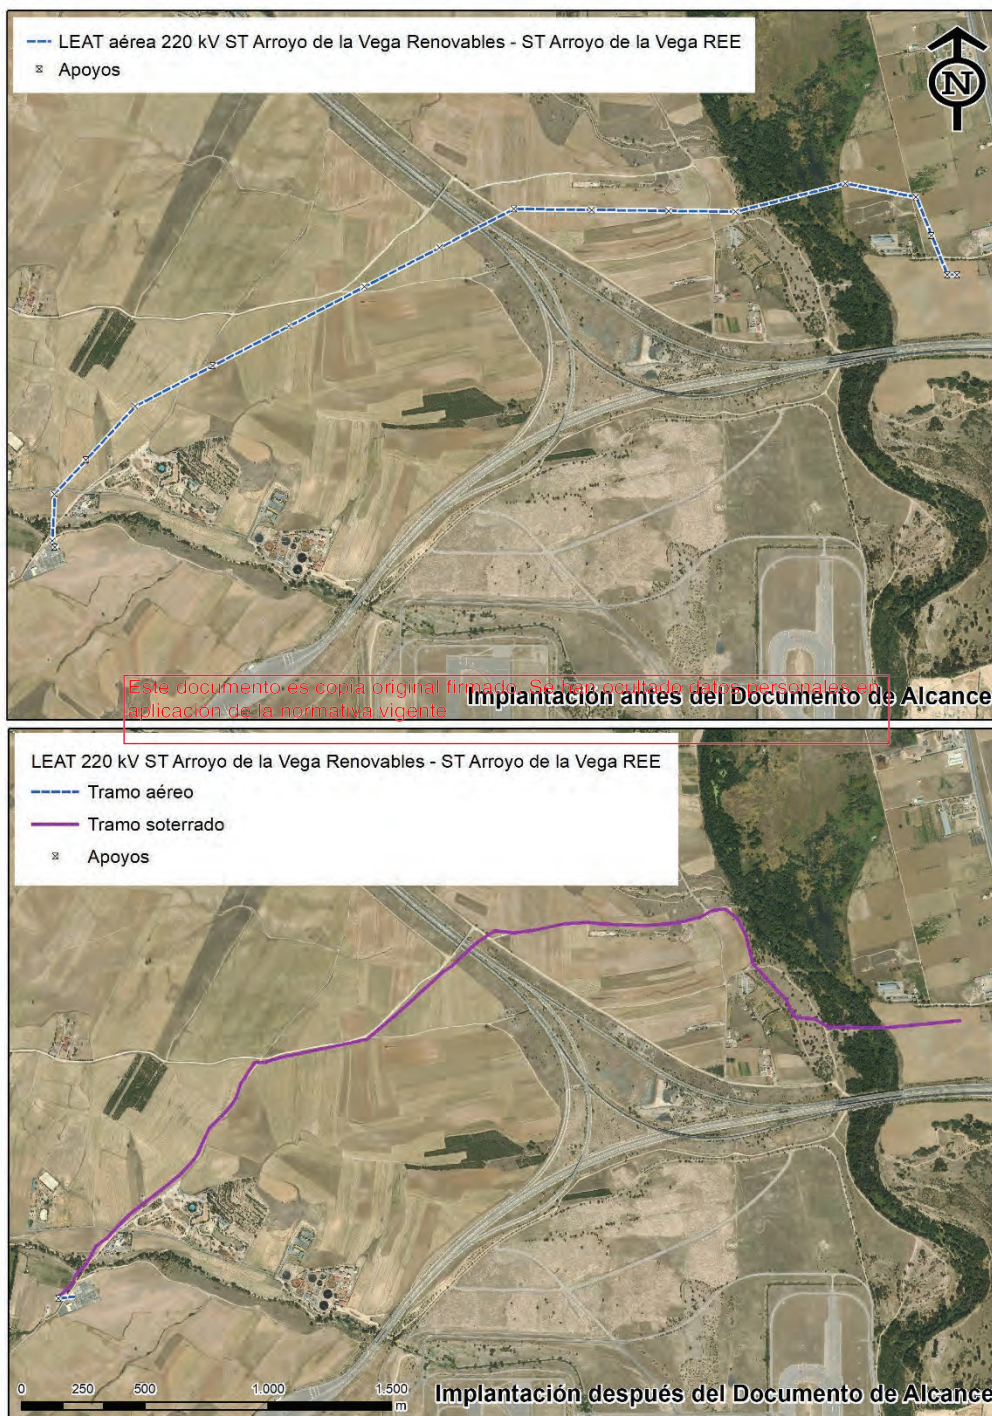 LEAT aérea 220 kV ST Arroyo de la Vega Renovables - ST Arroyo de la Vega REE
Apoyos
N
Este documento es copia original firmado. Se han ocultado datos personales en
aplicación de la normativa vigente
Implantación antes del Documento de Alcance
LEAT 220 kV ST Arroyo de la Vega Renovables - ST Arroyo de la Vega REE
Tramo aéreo
Tramo soterrado
Apoyos
0 250 500 1.000 1.500
m
Implantación después del Documento de Alcance